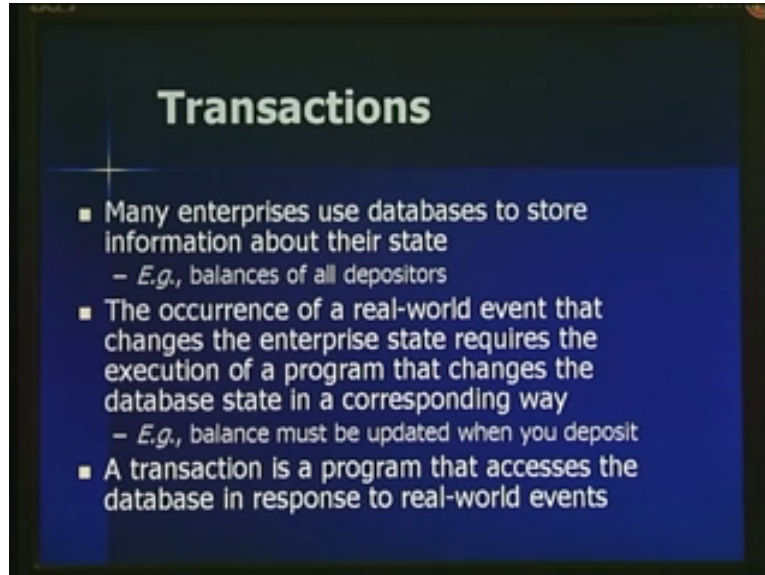 Transactions
▪ Many enterprises use databases to store
information about their state
– E.g., balances of all depositors
▪ The occurrence of a real-world event that
changes the enterprise state requires the
execution of a program that changes the
database state in a corresponding way
– E.g., balance must be updated when you deposit
▪ A transaction is a program that accesses the
database in response to real-world events